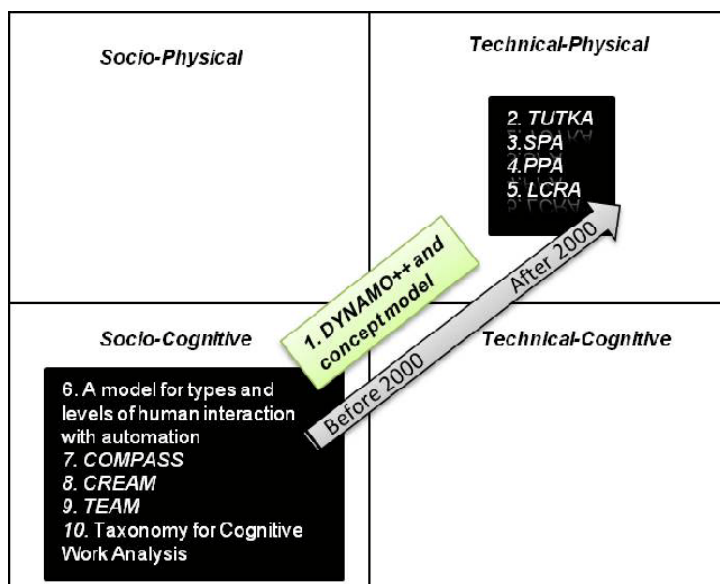 Socio-Physical
Technical-Physical
2. TUTKA
3.SPA
4.PPA
5. LCRA
1. DYNAMO++ and
concept model
Before 2000
After 2000
Socio-Cognitive
Technical-Cognitive
6. A model for types and
levels of human interaction
with automation
7. COMPASS
8. CREAM
9. TEAM
10. Taxonomy for Cognitive
Work Analysis